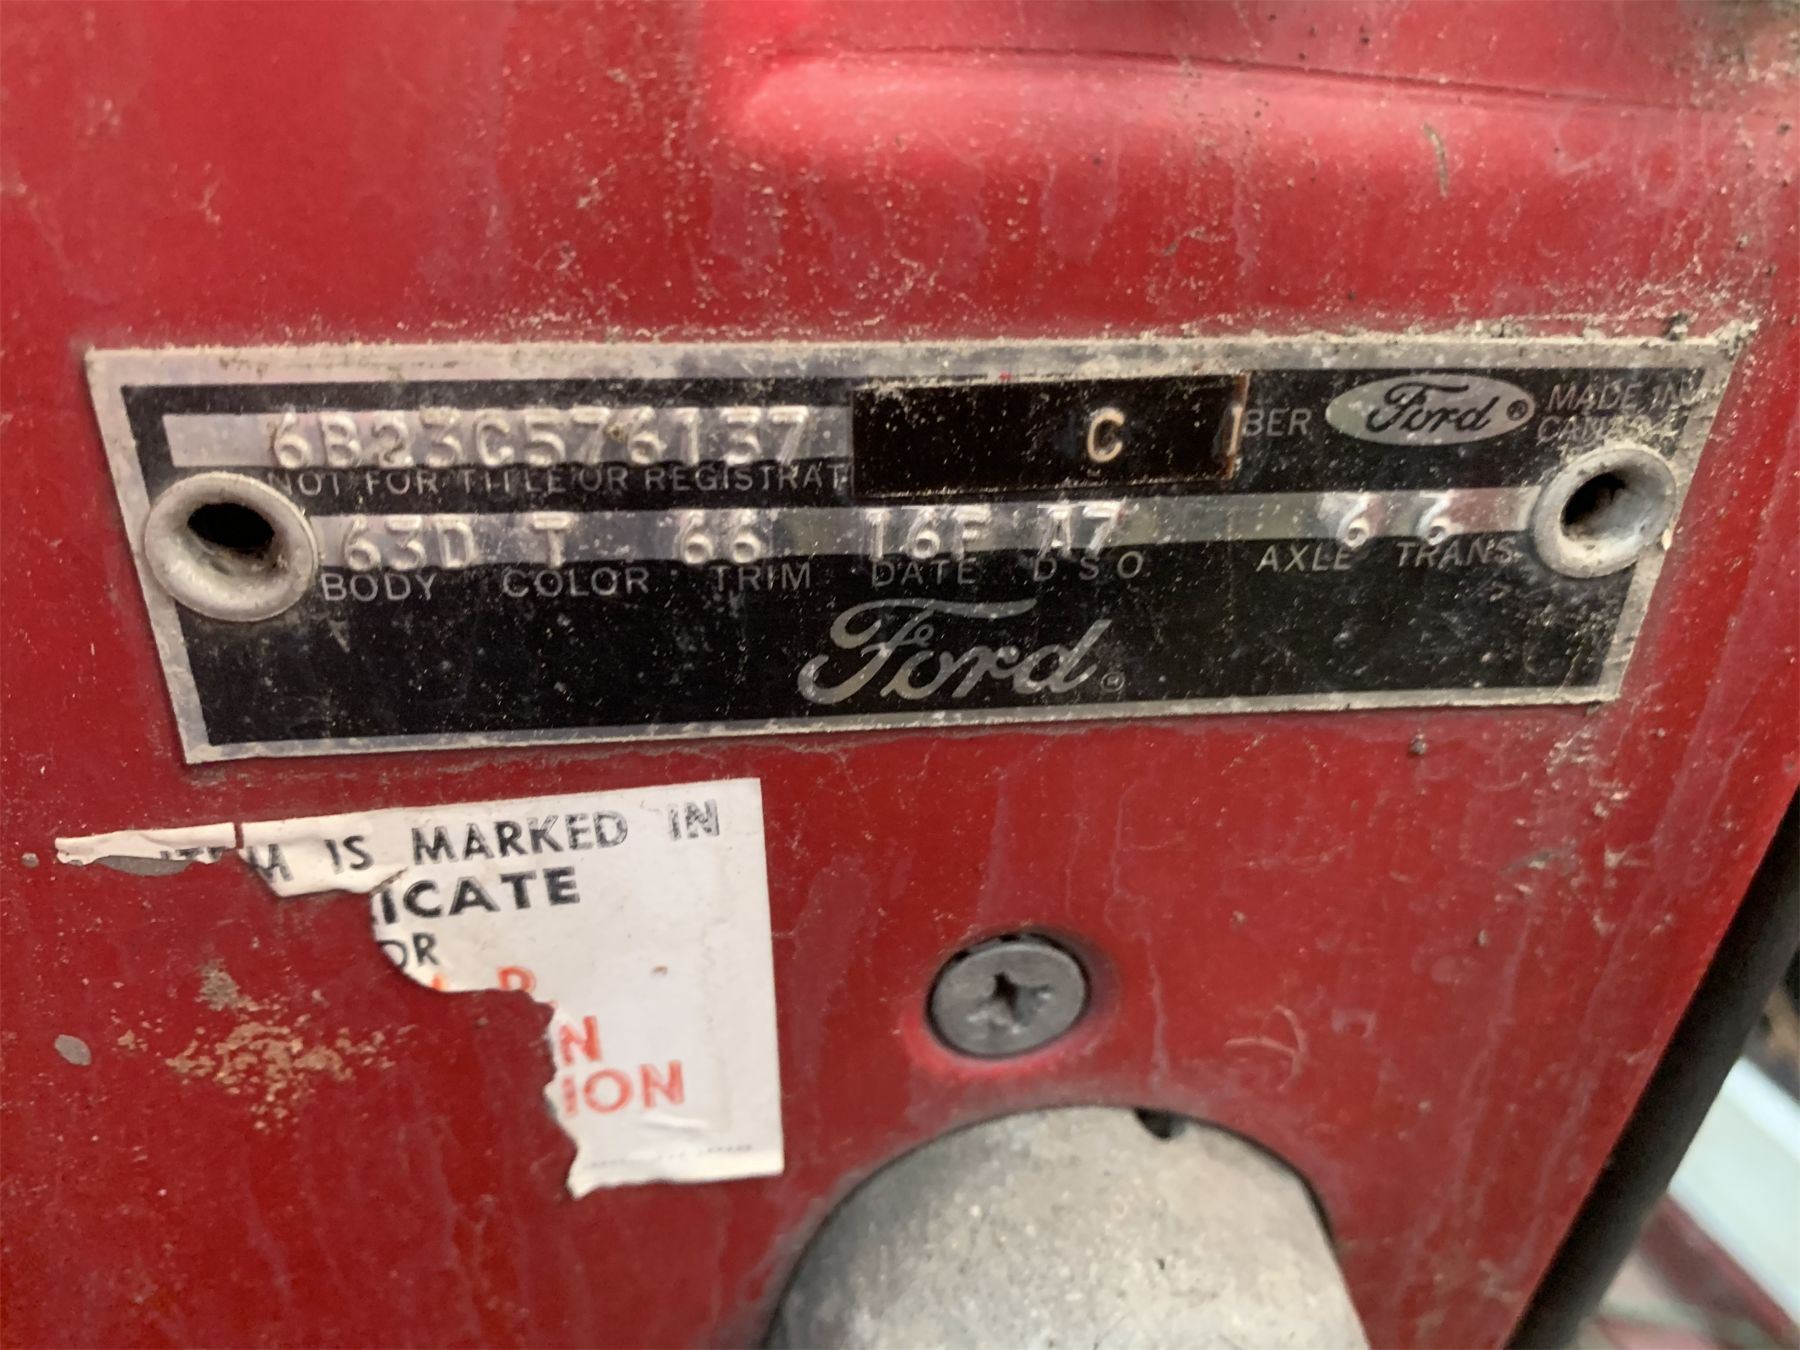 6B23C576137 C BER Ford® MADE IN
NOT FOR TITLE OR REGISTRAT CANADA
63D T 66 16F A7 6 6
BODY COLOR TRIM DATE D S O AXLE TRANS
Ford
IS MARKED IN
ICATE
OR
N
ION